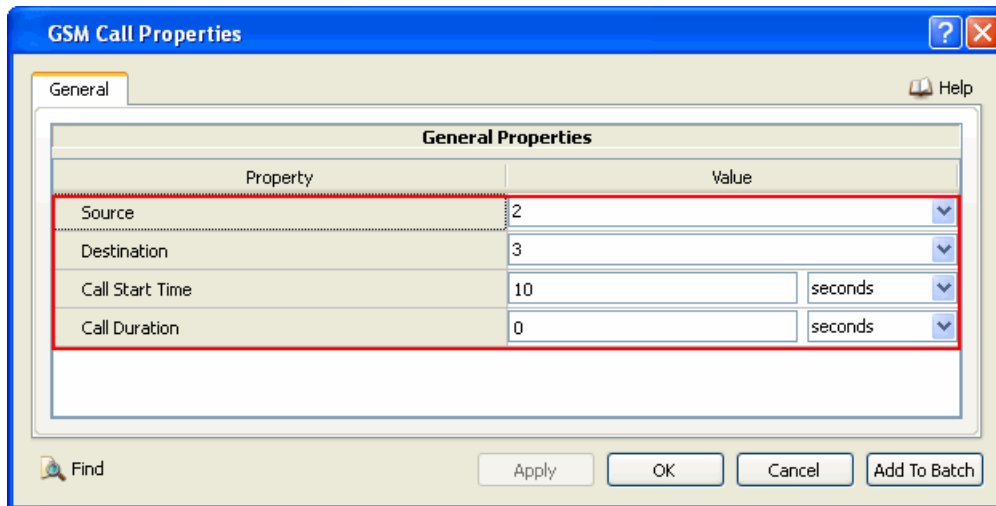 GSM Call Properties
General
Help
General Properties
Property Value
Source 2
Destination 3
Call Start Time 10 seconds
Call Duration 0 seconds
Find Apply OK Cancel Add To Batch